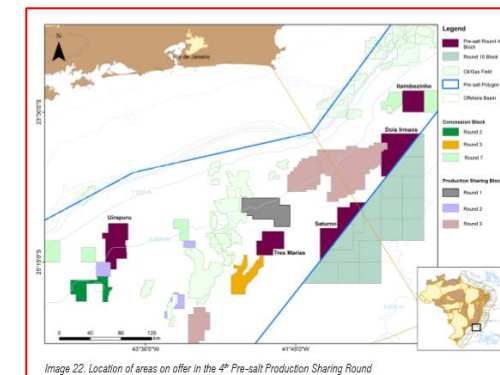 N
Rio de Janeiro
Itaimbezinho
Dois Irmaos
Saturno
Tres Marias
Uirapuru
23°30'0"S
25°15'0"S
43°30'0"W
41°45'0"W
0 40 80 120
km
Legend
Pre-salt Round 4
Block
Round 15 Block
Oil/Gas Field
Pre-salt Polygon
Offshore Basin
Concession Block
Round 2
Round 3
Round 7
Production Sharing Block
Round 1
Round 2
Round 3
Image 22. Location of areas on offer in the 4th Pre-salt Production Sharing Round